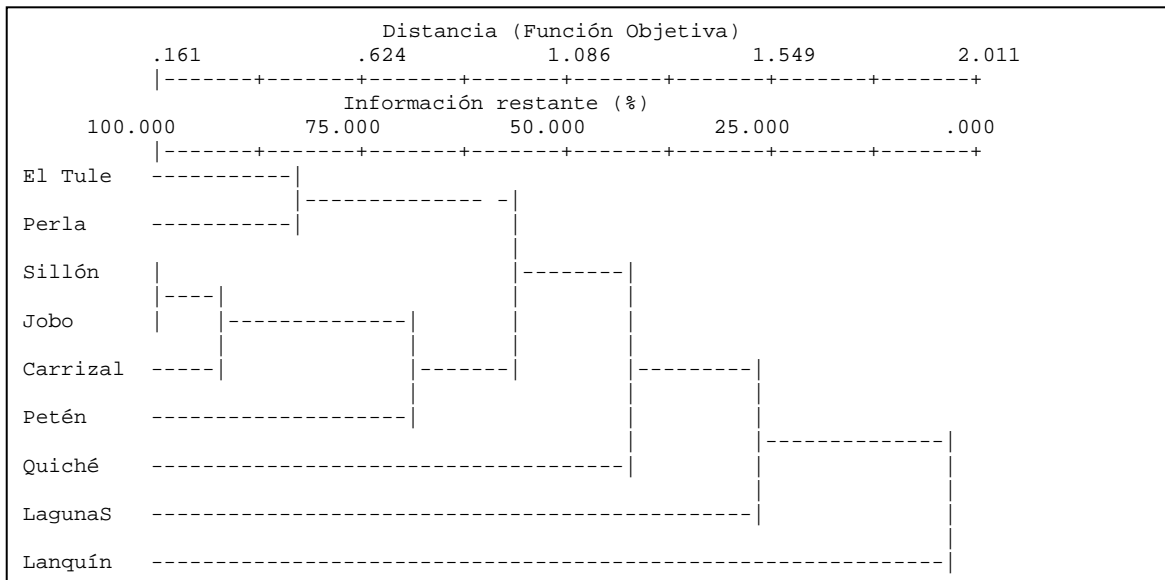 Distancia (Función Objetiva)
.161 .624 1.086 1.549 2.011
|-------+-------+-------+-------+-------+-------+-------+-------+
Información restante (%)
100.000 75.000 50.000 25.000 .000
|-------+-------+-------+-------+-------+-------+-------+-------+
El Tule
Perla
Sillón
Jobo
Carrizal
Petén
Quiché
LagunaS
Lanquín